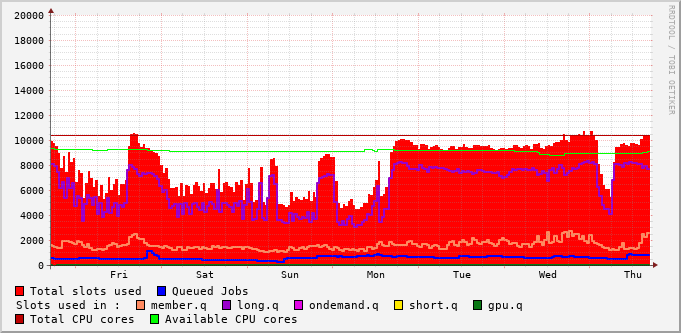 20000
18000
16000
14000
12000
10000
8000
6000
4000
2000
0
Fri Sat Sun Mon Tue Wed Thu
Total slots used Queued Jobs
Slots used in : member.q long.q ondemand.q short.q gpu.q
Total CPU cores Available CPU cores
RRDTOOL / TOBI OETIKER